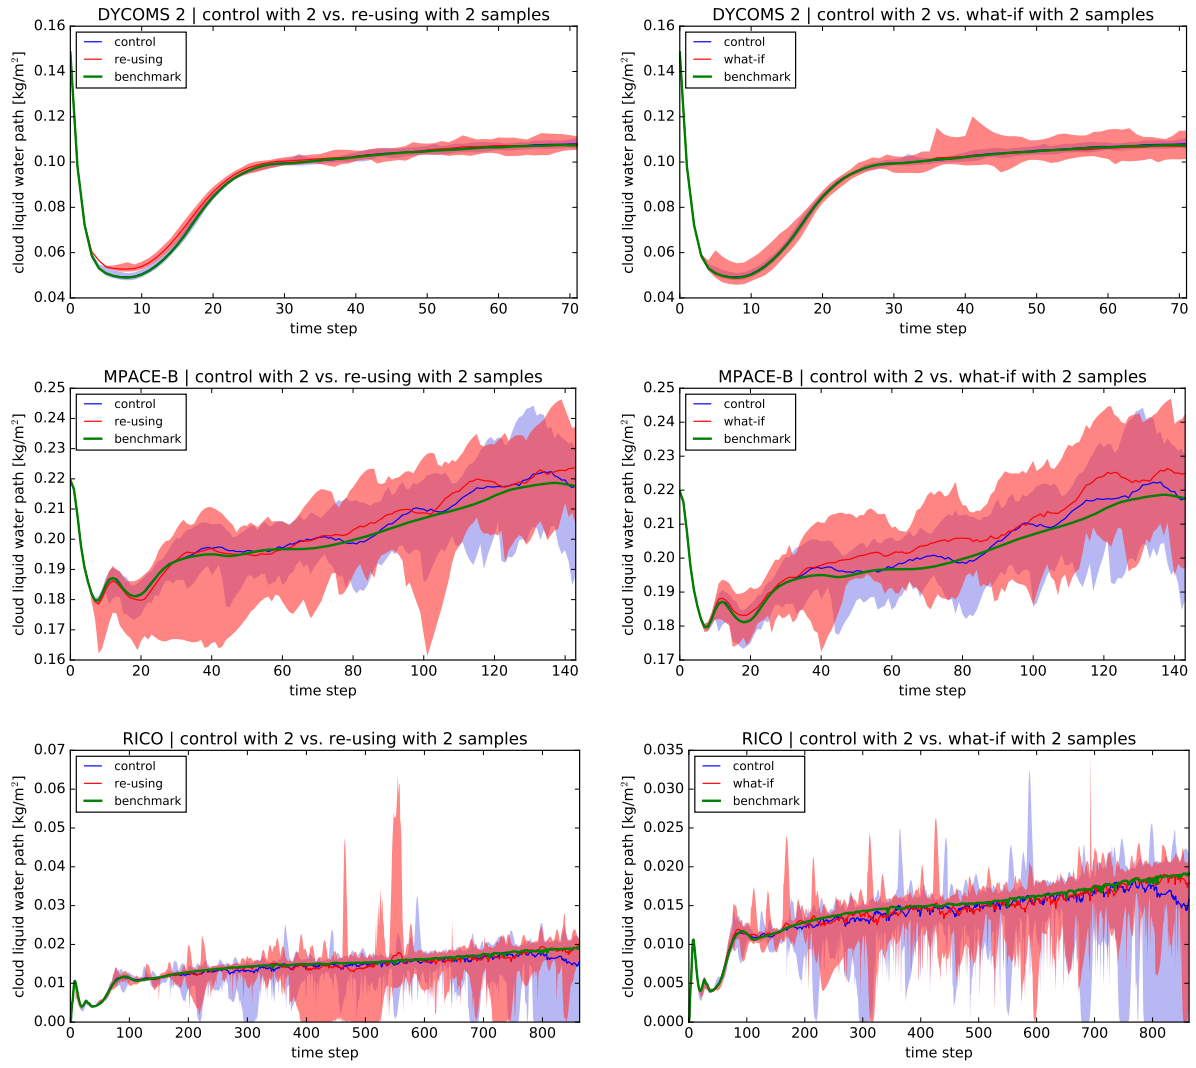 DYCOMS 2 | control with 2 vs. re-using with 2 samples
0.16
0.14
0.12
0.10
0.08
0.06
0.04
cloud liquid water path [kg/m²]
control
re-using
benchmark
0 10 20 30 40 50 60 70
time step
DYCOMS 2 | control with 2 vs. what-if with 2 samples
0.16
0.14
0.12
0.10
0.08
0.06
0.04
cloud liquid water path [kg/m²]
control
what-if
benchmark
0 10 20 30 40 50 60 70
time step
MPACE-B | control with 2 vs. re-using with 2 samples
0.25
0.24
0.23
0.22
0.21
0.20
0.19
0.18
0.17
0.16
cloud liquid water path [kg/m²]
control
re-using
benchmark
0 20 40 60 80 100 120 140
time step
MPACE-B | control with 2 vs. what-if with 2 samples
0.25
0.24
0.23
0.22
0.21
0.20
0.19
0.18
0.17
cloud liquid water path [kg/m²]
control
what-if
benchmark
0 20 40 60 80 100 120 140
time step
RICO | control with 2 vs. re-using with 2 samples
0.07
0.06
0.05
0.04
0.03
0.02
0.01
0.00
cloud liquid water path [kg/m²]
control
re-using
benchmark
0 100 200 300 400 500 600 700 800
time step
RICO | control with 2 vs. what-if with 2 samples
0.035
0.030
0.025
0.020
0.015
0.010
0.005
0.000
cloud liquid water path [kg/m²]
control
what-if
benchmark
0 100 200 300 400 500 600 700 800
time step